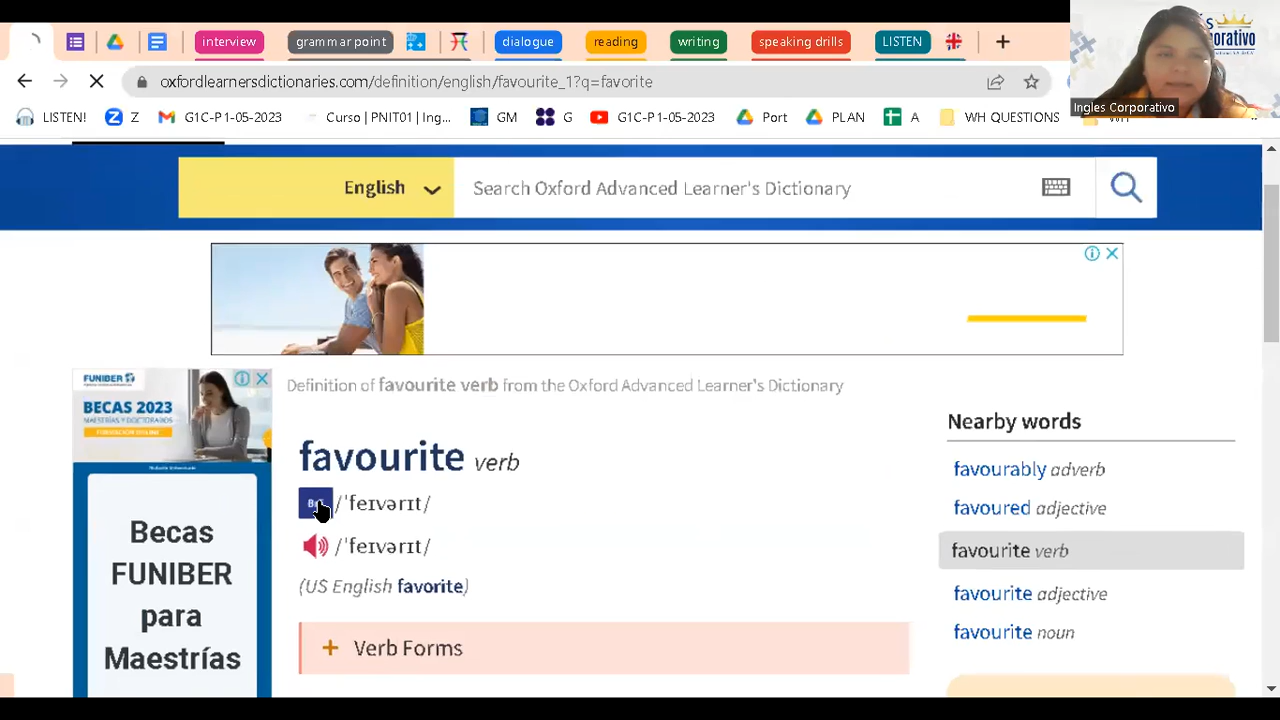 interview
grammar point
dialogue
reading
writing
speaking drills
LISTEN
oxfordlearnersdictionaries.com/definition/english/favourite_1?q=favorite
Ingles Corporativo
LISTEN!
Z
G1C-P1-05-2023
Curso | PNIT01 | Ing...
GM
G
G1C-P1-05-2023
Port
PLAN
A
WH QUESTIONS
English
Search Oxford Advanced Learner's Dictionary
FUNIBER
BECAS 2023
MAESTRÍAS Y DOCTORADOS
Becas
FUNIBER
para
Maestrías
Definition of favourite verb from the Oxford Advanced Learner's Dictionary
favourite verb
/ˈfeɪvərɪt/
/ˈfeɪvərɪt/
(US English favorite)
+ Verb Forms
Nearby words
favourably adverb
favoured adjective
favourite verb
favourite adjective
favourite noun